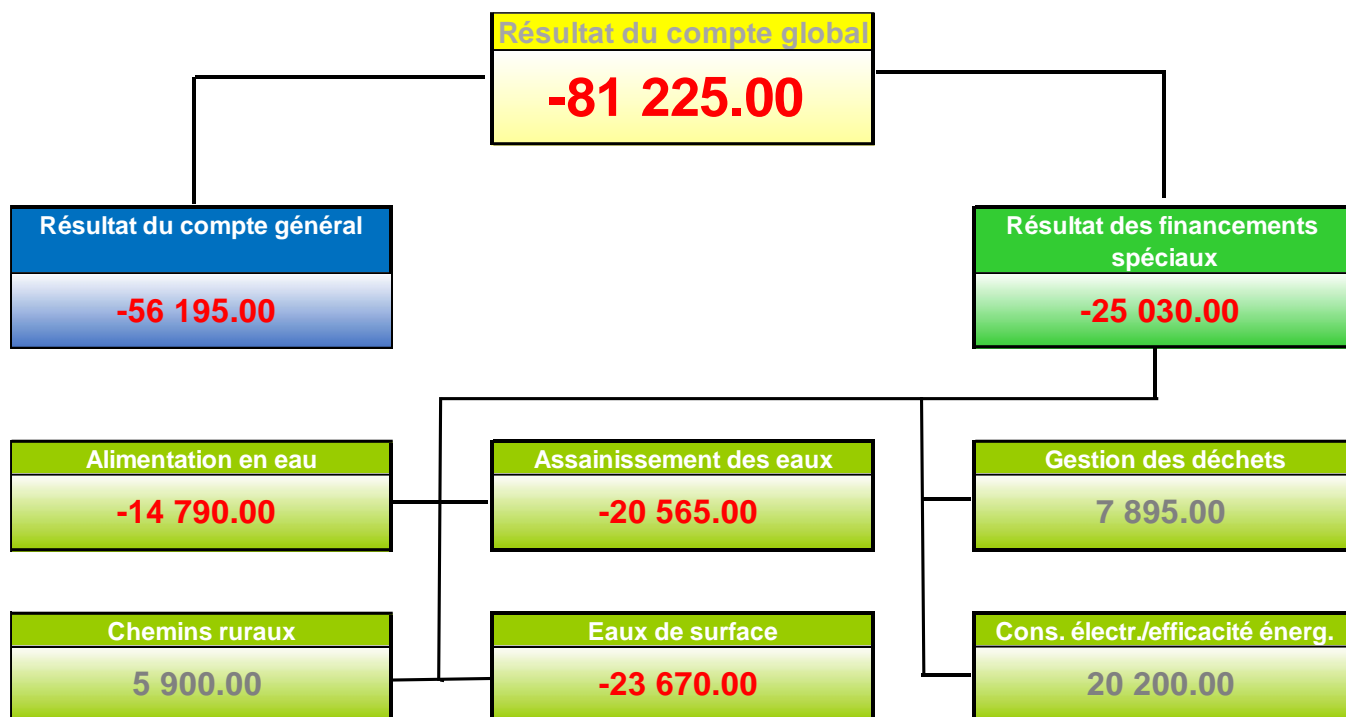 Résultat du compte global
-81 225.00
Résultat du compte général
-56 195.00
Résultat des financements
spéciaux
-25 030.00
Alimentation en eau
-14 790.00
Assainissement des eaux
-20 565.00
Gestion des déchets
7 895.00
Chemins ruraux
5 900.00
Eaux de surface
-23 670.00
Cons. électr./efficacité énerg.
20 200.00